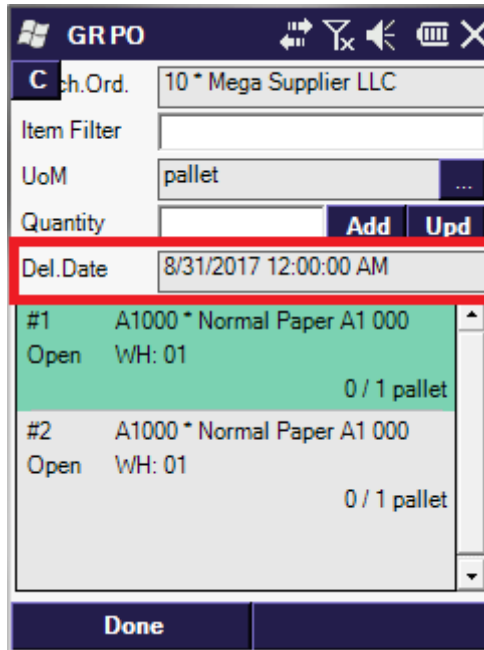 GRPO
C ch.Ord. 10 * Mega Supplier LLC
Item Filter
UoM pallet ...
Quantity Add Upd
Del.Date 8/31/2017 12:00:00 AM
#1 A1000 * Normal Paper A1 000
Open WH: 01
0 / 1 pallet
#2 A1000 * Normal Paper A1 000
Open WH: 01
0 / 1 pallet
Done